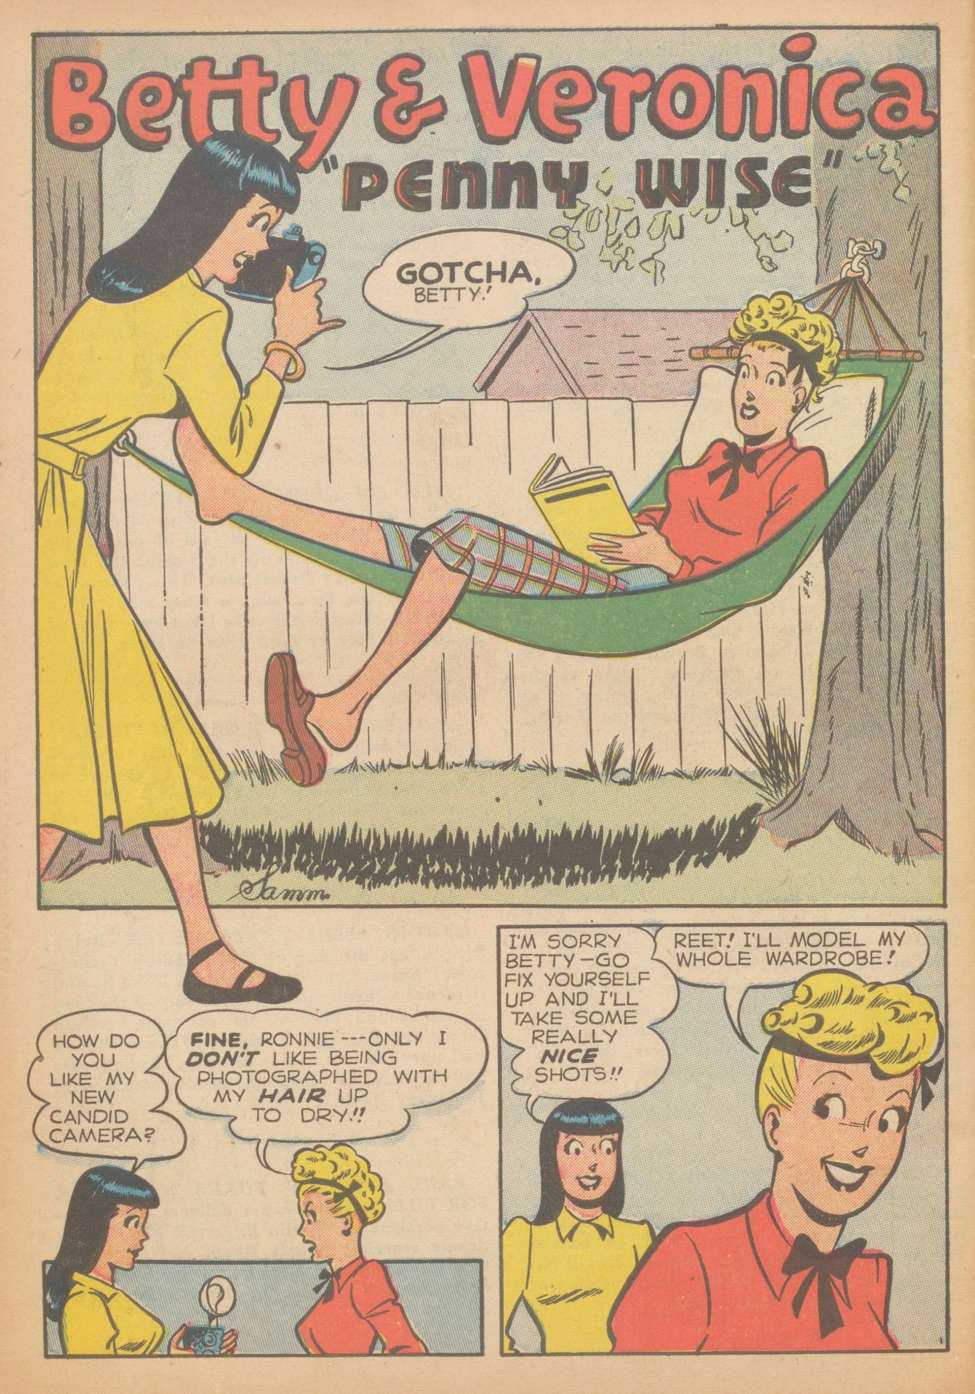 Betty & Veronica
"PENNY WISE"
GOTCHA,
BETTY!
Samm
HOW DO
YOU
LIKE MY
NEW
CANDID
CAMERA?
FINE, RONNIE ---ONLY I
DON'T LIKE BEING
PHOTOGRAPHED WITH
MY HAIR UP
TO DRY.!!
I'M SORRY
BETTY-GO
FIX YOURSELF
UP AND I'LL
TAKE SOME
REALLY
NICE
SHOTS!!
REET! I'LL MODEL MY
WHOLE WARDROBE!
1